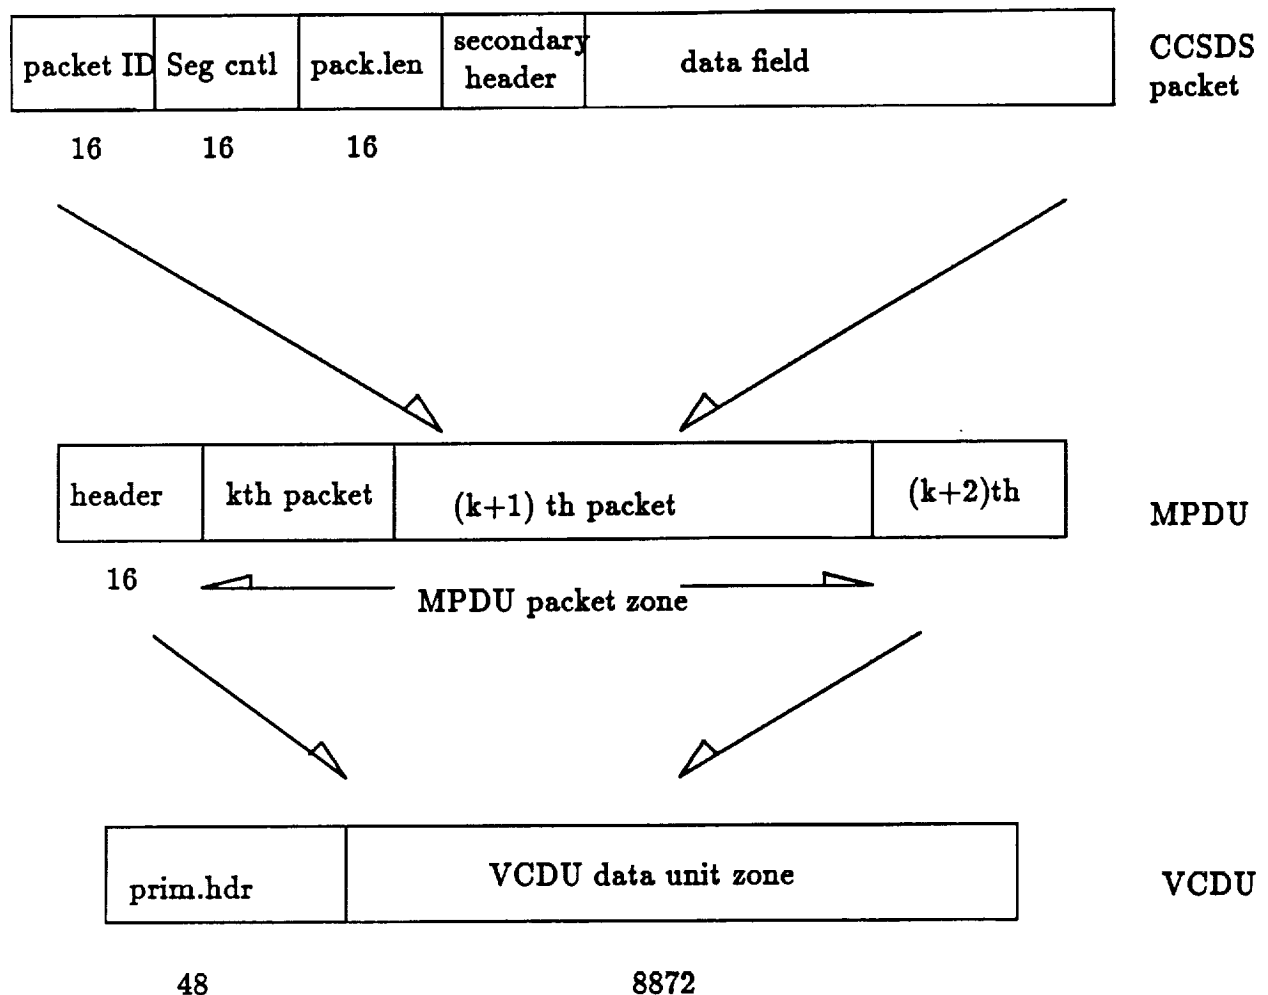 packet ID
Seg cntl
pack.len
secondary
header
data field
CCSDS
packet
16
16
16
header
kth packet
(k+1) th packet
(k+2)th
MPDU
16
MPDU packet zone
prim.hdr
VCDU data unit zone
VCDU
48
8872